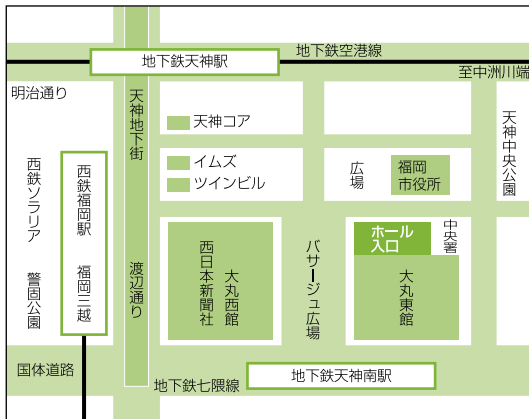 地下鉄空港線
地下鉄天神駅
至中洲川端
明治通り
天神地下街
天神コア
天神中央公園
イムズ
ツインビル
広場
福岡
市役所
西鉄ソラリア
西鉄福岡駅
福岡三越
警固公園
渡辺通り
西日本新聞社
大丸西館
パサージュ広場
ホール
入口
中央署
大丸東館
国体道路
地下鉄七隈線
地下鉄天神南駅